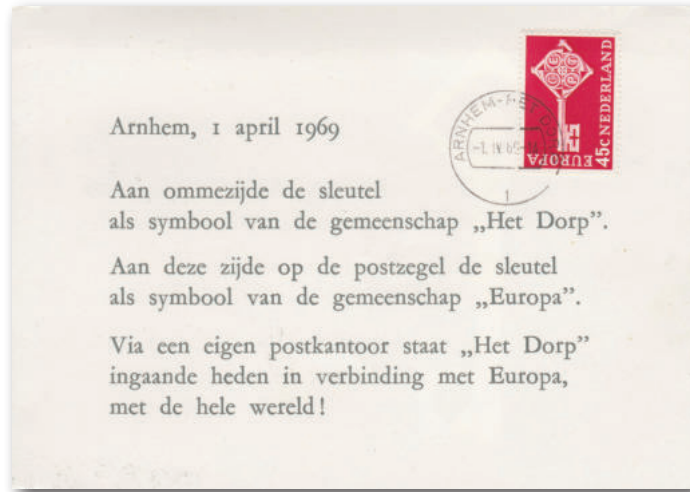 Arnhem, 1 april 1969
Aan ommezijde de sleutel
als symbool van de gemeenschap „Het Dorp”.
Aan deze zijde op de postzegel de sleutel
als symbool van de gemeenschap „Europa”.
Via een eigen postkantoor staat „Het Dorp”
ingaande heden in verbinding met Europa,
met de hele wereld!
45c NEDERLAND
EUROPA
CEPT
ARNHEM-HET
1